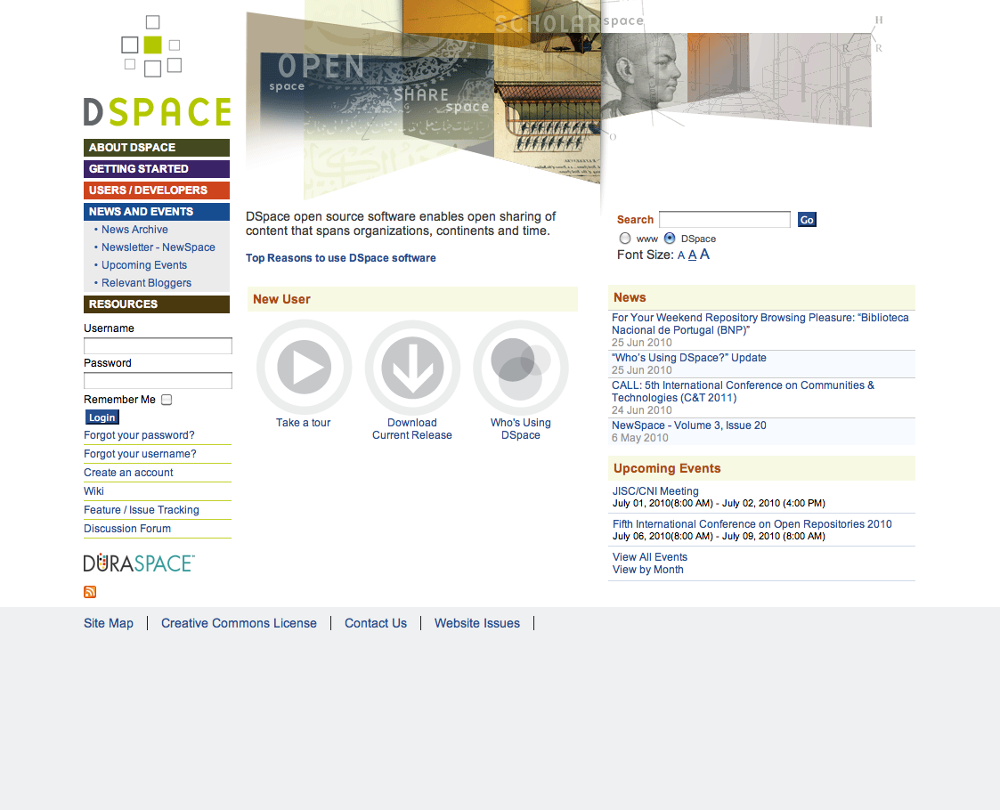 DSPACE
OPEN
space
SHARE
space
SCHOLAR
space
H
R
R
R
O
ABOUT DSPACE
GETTING STARTED
USERS / DEVELOPERS
NEWS AND EVENTS
• News Archive
• Newsletter - NewSpace
• Upcoming Events
• Relevant Bloggers
RESOURCES
Username
Password
Remember Me
Login
Forgot your password?
Forgot your username?
Create an account
Wiki
Feature / Issue Tracking
Discussion Forum
DURASPACE™
DSpace open source software enables open sharing of
content that spans organizations, continents and time.
Top Reasons to use DSpace software
New User
Take a tour
Download
Current Release
Who's Using
DSpace
Search
Go
www DSpace
Font Size: A A A
News
For Your Weekend Repository Browsing Pleasure: “Biblioteca
Nacional de Portugal (BNP)”
25 Jun 2010
“Who’s Using DSpace?” Update
25 Jun 2010
CALL: 5th International Conference on Communities &
Technologies (C&T 2011)
24 Jun 2010
NewSpace - Volume 3, Issue 20
6 May 2010
Upcoming Events
JISC/CNI Meeting
July 01, 2010(8:00 AM) - July 02, 2010 (4:00 PM)
Fifth International Conference on Open Repositories 2010
July 06, 2010(8:00 AM) - July 09, 2010 (8:00 AM)
View All Events
View by Month
Site Map | Creative Commons License | Contact Us | Website Issues |